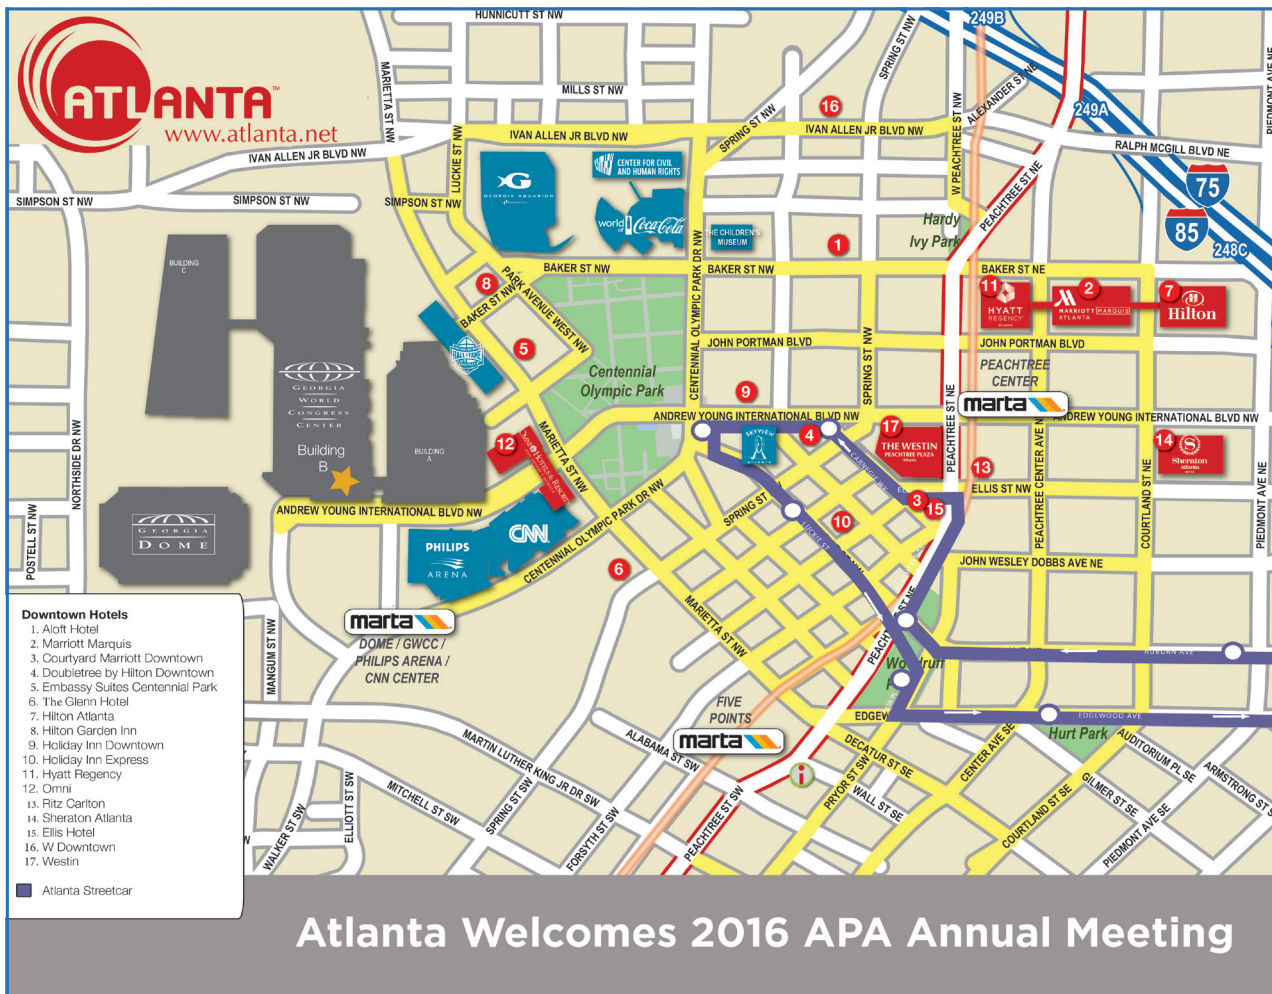 ATLANTA™
www.atlanta.net
HUNNICUTT ST NW
MILLS ST NW
MARIETTA ST NW
LUCKIE ST NW
IVAN ALLEN JR BLVD NW
IVAN ALLEN JR BLVD NW
IVAN ALLEN JR BLVD NW
16
SPRING ST NW
SPRING ST NW
W PEACHTREE ST NW
ALEXANDER ST NE
249B
249A
PIEDMONT AVE NE
RALPH MCGILL BLVD NE
75
85
248C
SIMPSON ST NW
SIMPSON ST NW
SIMPSON ST NW
GEORGIA AQUARIUM
CENTER FOR CIVIL
AND HUMAN RIGHTS
world of Coca-Cola
THE CHILDREN'S
MUSEUM
CENTENNIAL OLYMPIC PARK DR NW
1
Hardy
Ivy Park
PEACHTREE ST NE
BUILDING
C
BAKER ST NW
BAKER ST NW
BAKER ST NE
8
PARK AVENUE WEST NW
BAKER ST NW
HALL of FAME
5
Centennial
Olympic Park
CENTENNIAL OLYMPIC PARK DR NW
JOHN PORTMAN BLVD
JOHN PORTMAN BLVD
SPRING ST NW
11
HYATT
REGENCY
ATLANTA
2
MARRIOTT MARQUIS
ATLANTA
7
Hilton
PEACHTREE
CENTER
marta
PEACHTREE ST NE
GEORGIA
WORLD
CONGRESS
CENTER
Building
B
BUILDING
A
9
ANDREW YOUNG INTERNATIONAL BLVD NW
ANDREW YOUNG INTERNATIONAL BLVD NW
12
OMNI HOTELS & RESORTS
MARIETTA ST NW
SKYVIEW
ATLANTA
4
CARNEGIE WAY
17
THE WESTIN
PEACHTREE PLAZA
Atlanta
13
14
Sheraton
Atlanta
HOTEL
NORTHSIDE DR NW
POSTELL ST NW
GEORGIA
DOME
ANDREW YOUNG INTERNATIONAL BLVD NW
PHILIPS
ARENA
CNN
CENTENNIAL OLYMPIC PARK DR NW
SPRING ST
LUCKIE ST
10
3
15
ELLIS ST NW
PEACHTREE CENTER AVE NE
COURTLAND ST NE
PIEDMONT AVE NE
JOHN WESLEY DOBBS AVE NE
6
MARIETTA ST NW
marta
DOME / GWCC /
PHILIPS ARENA /
CNN CENTER
MANGUM ST NW
AUBURN AVE
EDGEWOOD AVE
Hurt Park
FIVE
POINTS
marta
i
DECATUR ST SE
PRYOR ST SW
WALL ST SE
CENTER AVE SE
COURTLAND ST SE
AUDITORIUM PL SE
GILMER ST SE
ARMSTRONG ST S
PIEDMONT AVE SE
PEACHTREE ST SW
ALABAMA ST SW
MARTIN LUTHER KING JR DR SW
MITCHELL ST SW
SPRING ST SW
FORSYTH ST SW
WALKER ST SW
ELLIOTT ST SW
Downtown Hotels
1. Aloft Hotel
2. Marriott Marquis
3. Courtyard Marriott Downtown
4. Doubletree by Hilton Downtown
5. Embassy Suites Centennial Park
6. The Glenn Hotel
7. Hilton Atlanta
8. Hilton Garden Inn
9. Holiday Inn Downtown
10. Holiday Inn Express
11. Hyatt Regency
12. Omni
13. Ritz Carlton
14. Sheraton Atlanta
15. Ellis Hotel
16. W Downtown
17. Westin
Atlanta Streetcar
Atlanta Welcomes 2016 APA Annual Meeting